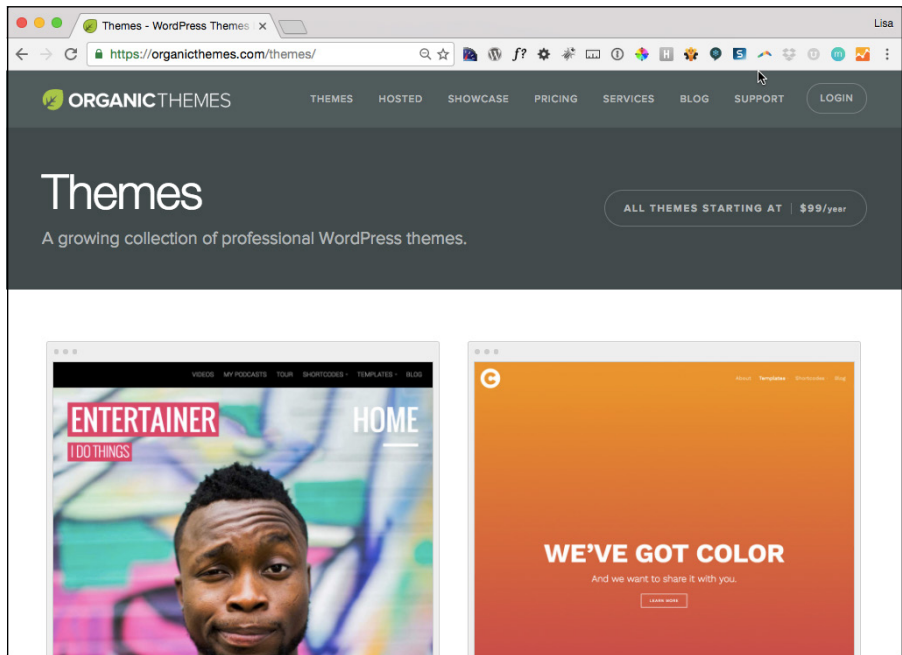 Themes - WordPress Themes
Lisa
https://organicthemes.com/themes/
f?
ORGANICTHEMES
THEMES HOSTED SHOWCASE PRICING SERVICES BLOG SUPPORT LOGIN
Themes
ALL THEMES STARTING AT | $99/year
A growing collection of professional WordPress themes.
VIDEOS MY PODCASTS TOUR SHORTCODES TEMPLATES BLOG
ENTERTAINER
HOME
I DO THINGS
C
About Templates Shortcodes Blog
WE'VE GOT COLOR
And we want to share it with you.
LEARN MORE